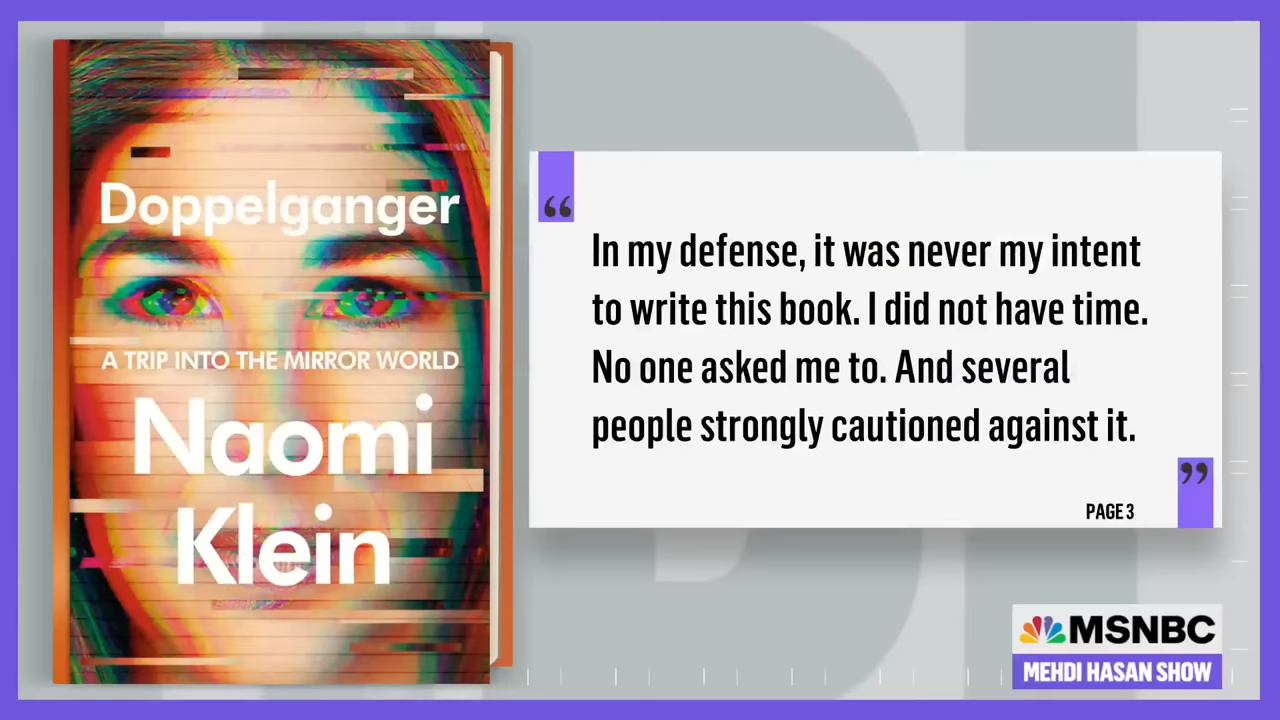 Doppelganger
A TRIP INTO THE MIRROR WORLD
Naomi
Klein
“
In my defense, it was never my intent
to write this book. I did not have time.
No one asked me to. And several
people strongly cautioned against it.
”
PAGE 3
MSNBC
MEHDI HASAN SHOW